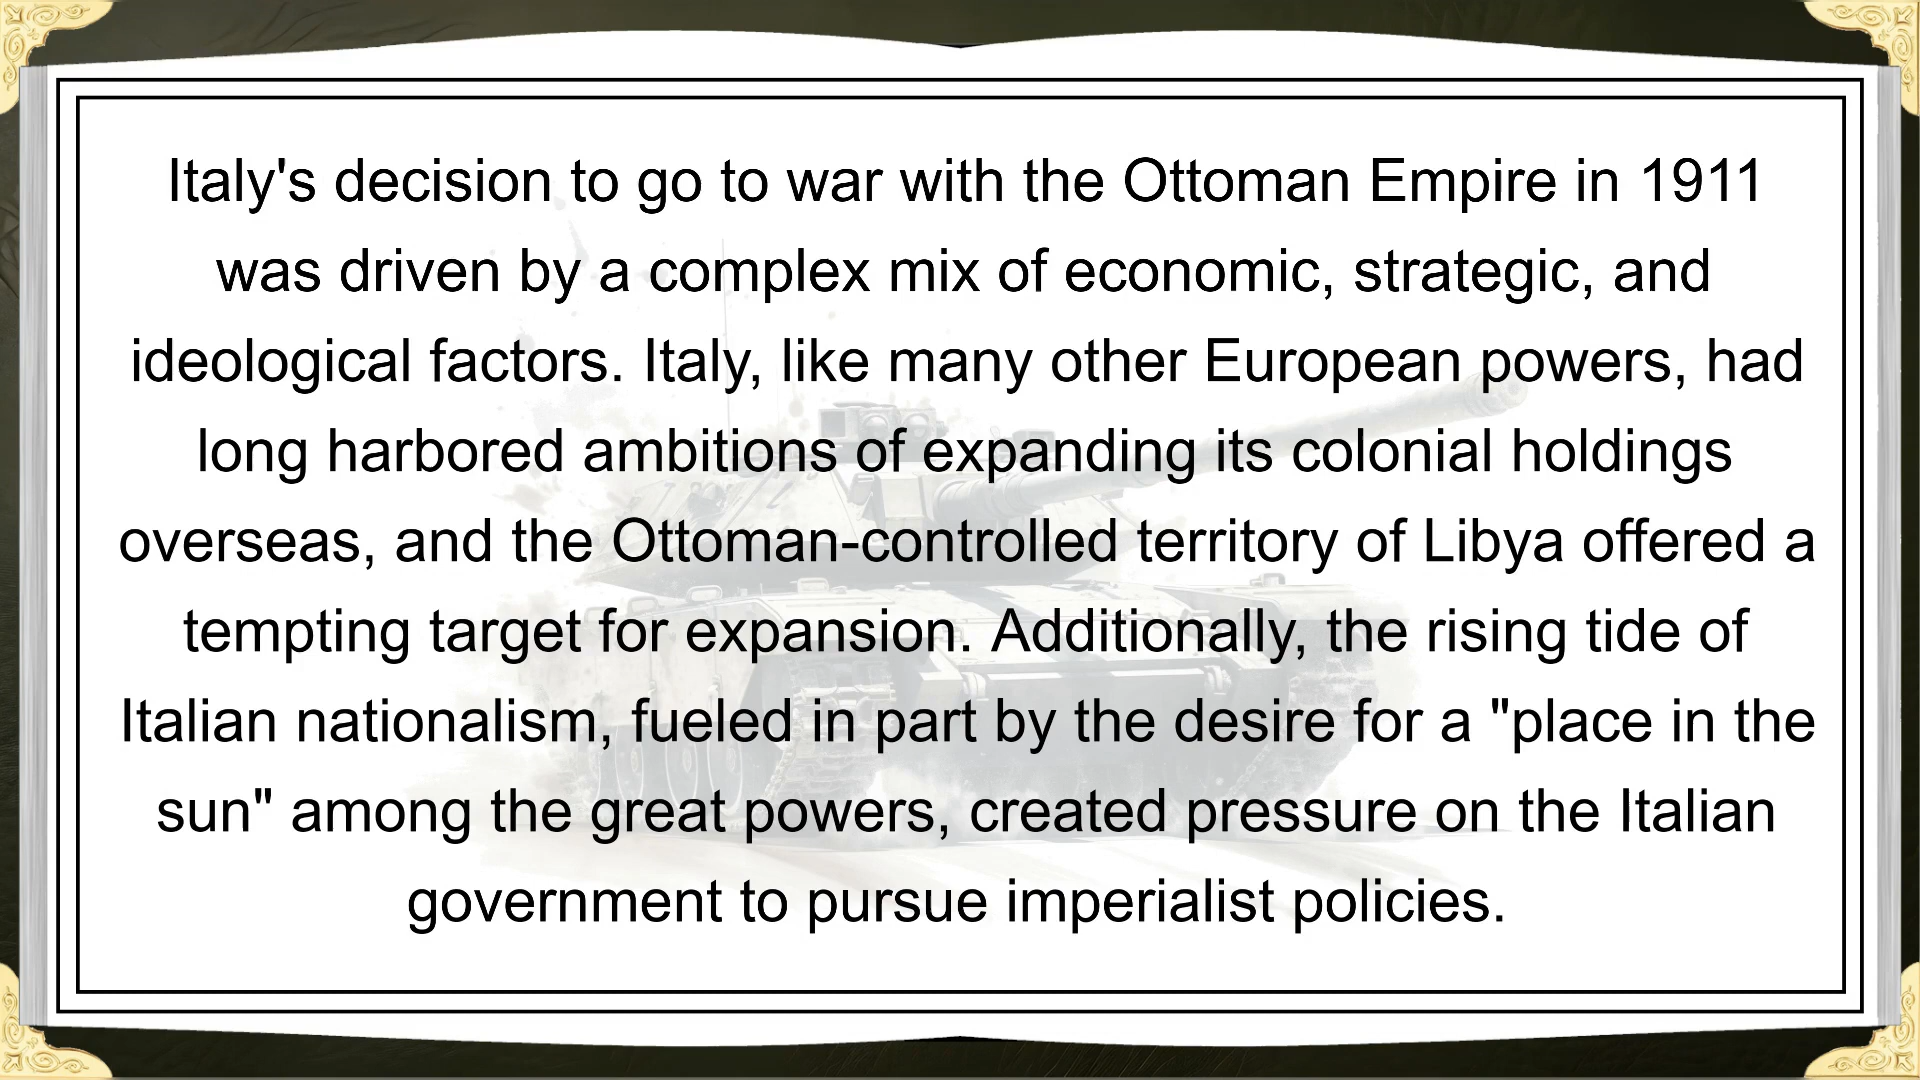 Italy's decision to go to war with the Ottoman Empire in 1911
was driven by a complex mix of economic, strategic, and
ideological factors. Italy, like many other European powers, had
long harbored ambitions of expanding its colonial holdings
overseas, and the Ottoman-controlled territory of Libya offered a
tempting target for expansion. Additionally, the rising tide of
Italian nationalism, fueled in part by the desire for a "place in the
sun" among the great powers, created pressure on the Italian
government to pursue imperialist policies.